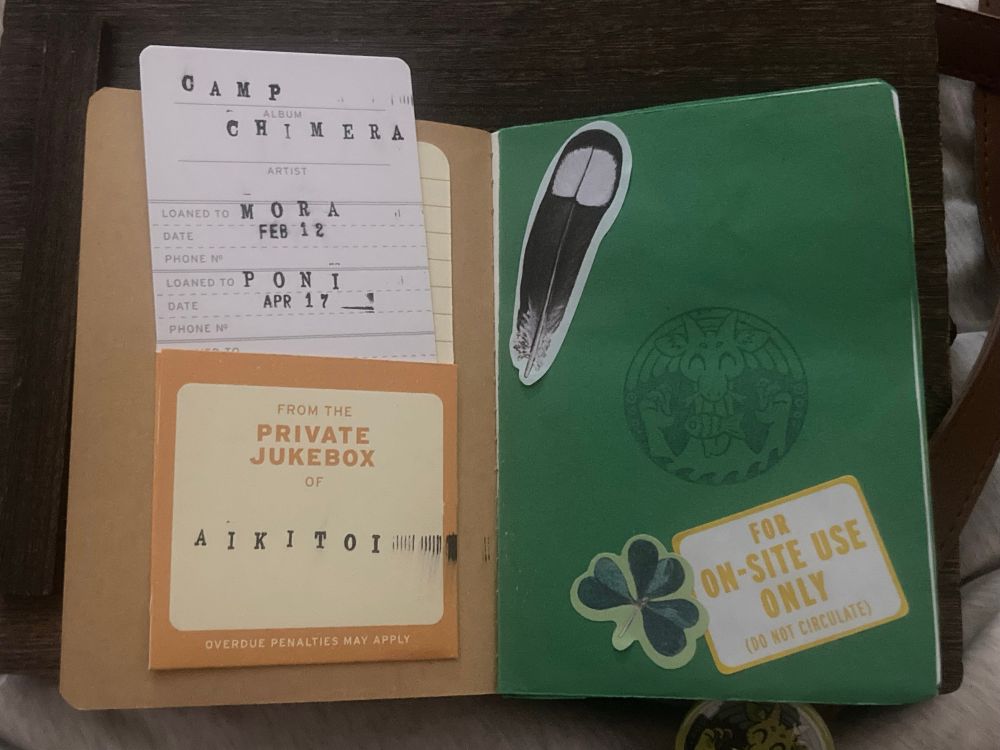 CAMP
ALBUM
CHIMERA
ARTIST
LOANED TO MORA
DATE FEB 12
PHONE Nº
LOANED TO PONI
DATE APR 17
PHONE Nº
FROM THE
PRIVATE
JUKEBOX
OF
AIKITOI
OVERDUE PENALTIES MAY APPLY
FOR
ON-SITE USE
ONLY
(DO NOT CIRCULATE)